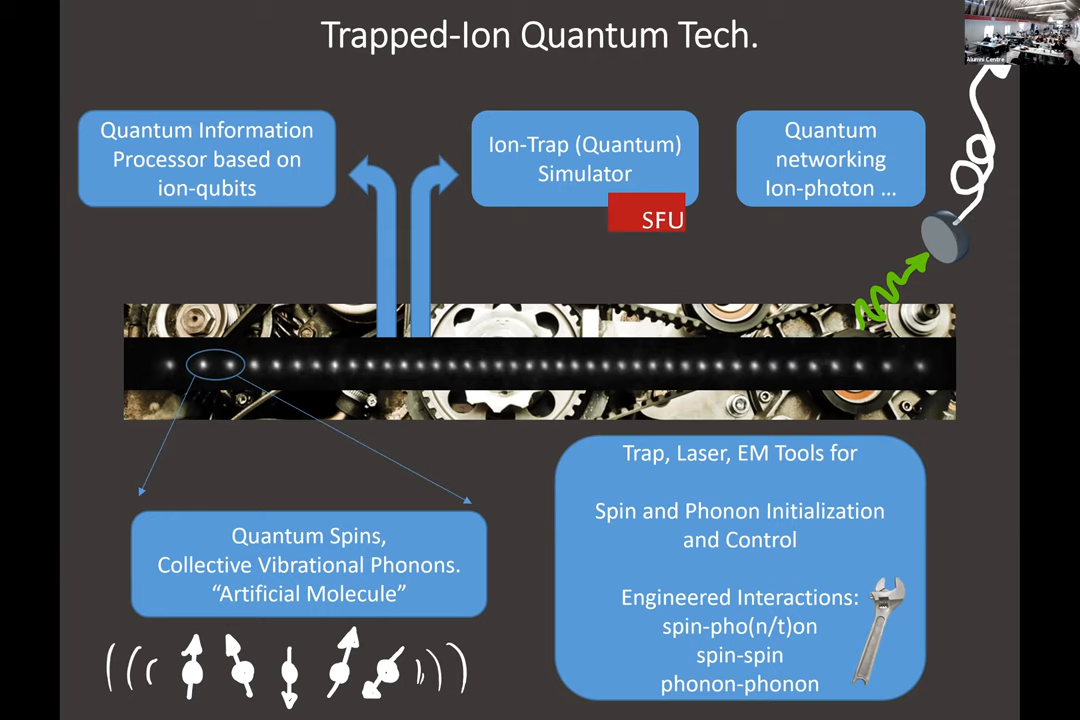 Trapped-Ion Quantum Tech.
Alumni Centre
Quantum Information
Processor based on
ion-qubits
Ion-Trap (Quantum)
Simulator
SFU
Quantum
networking
Ion-photon ...
Quantum Spins,
Collective Vibrational Phonons.
“Artificial Molecule”
Trap, Laser, EM Tools for
Spin and Phonon Initialization
and Control
Engineered Interactions:
spin-pho(n/t)on
spin-spin
phonon-phonon